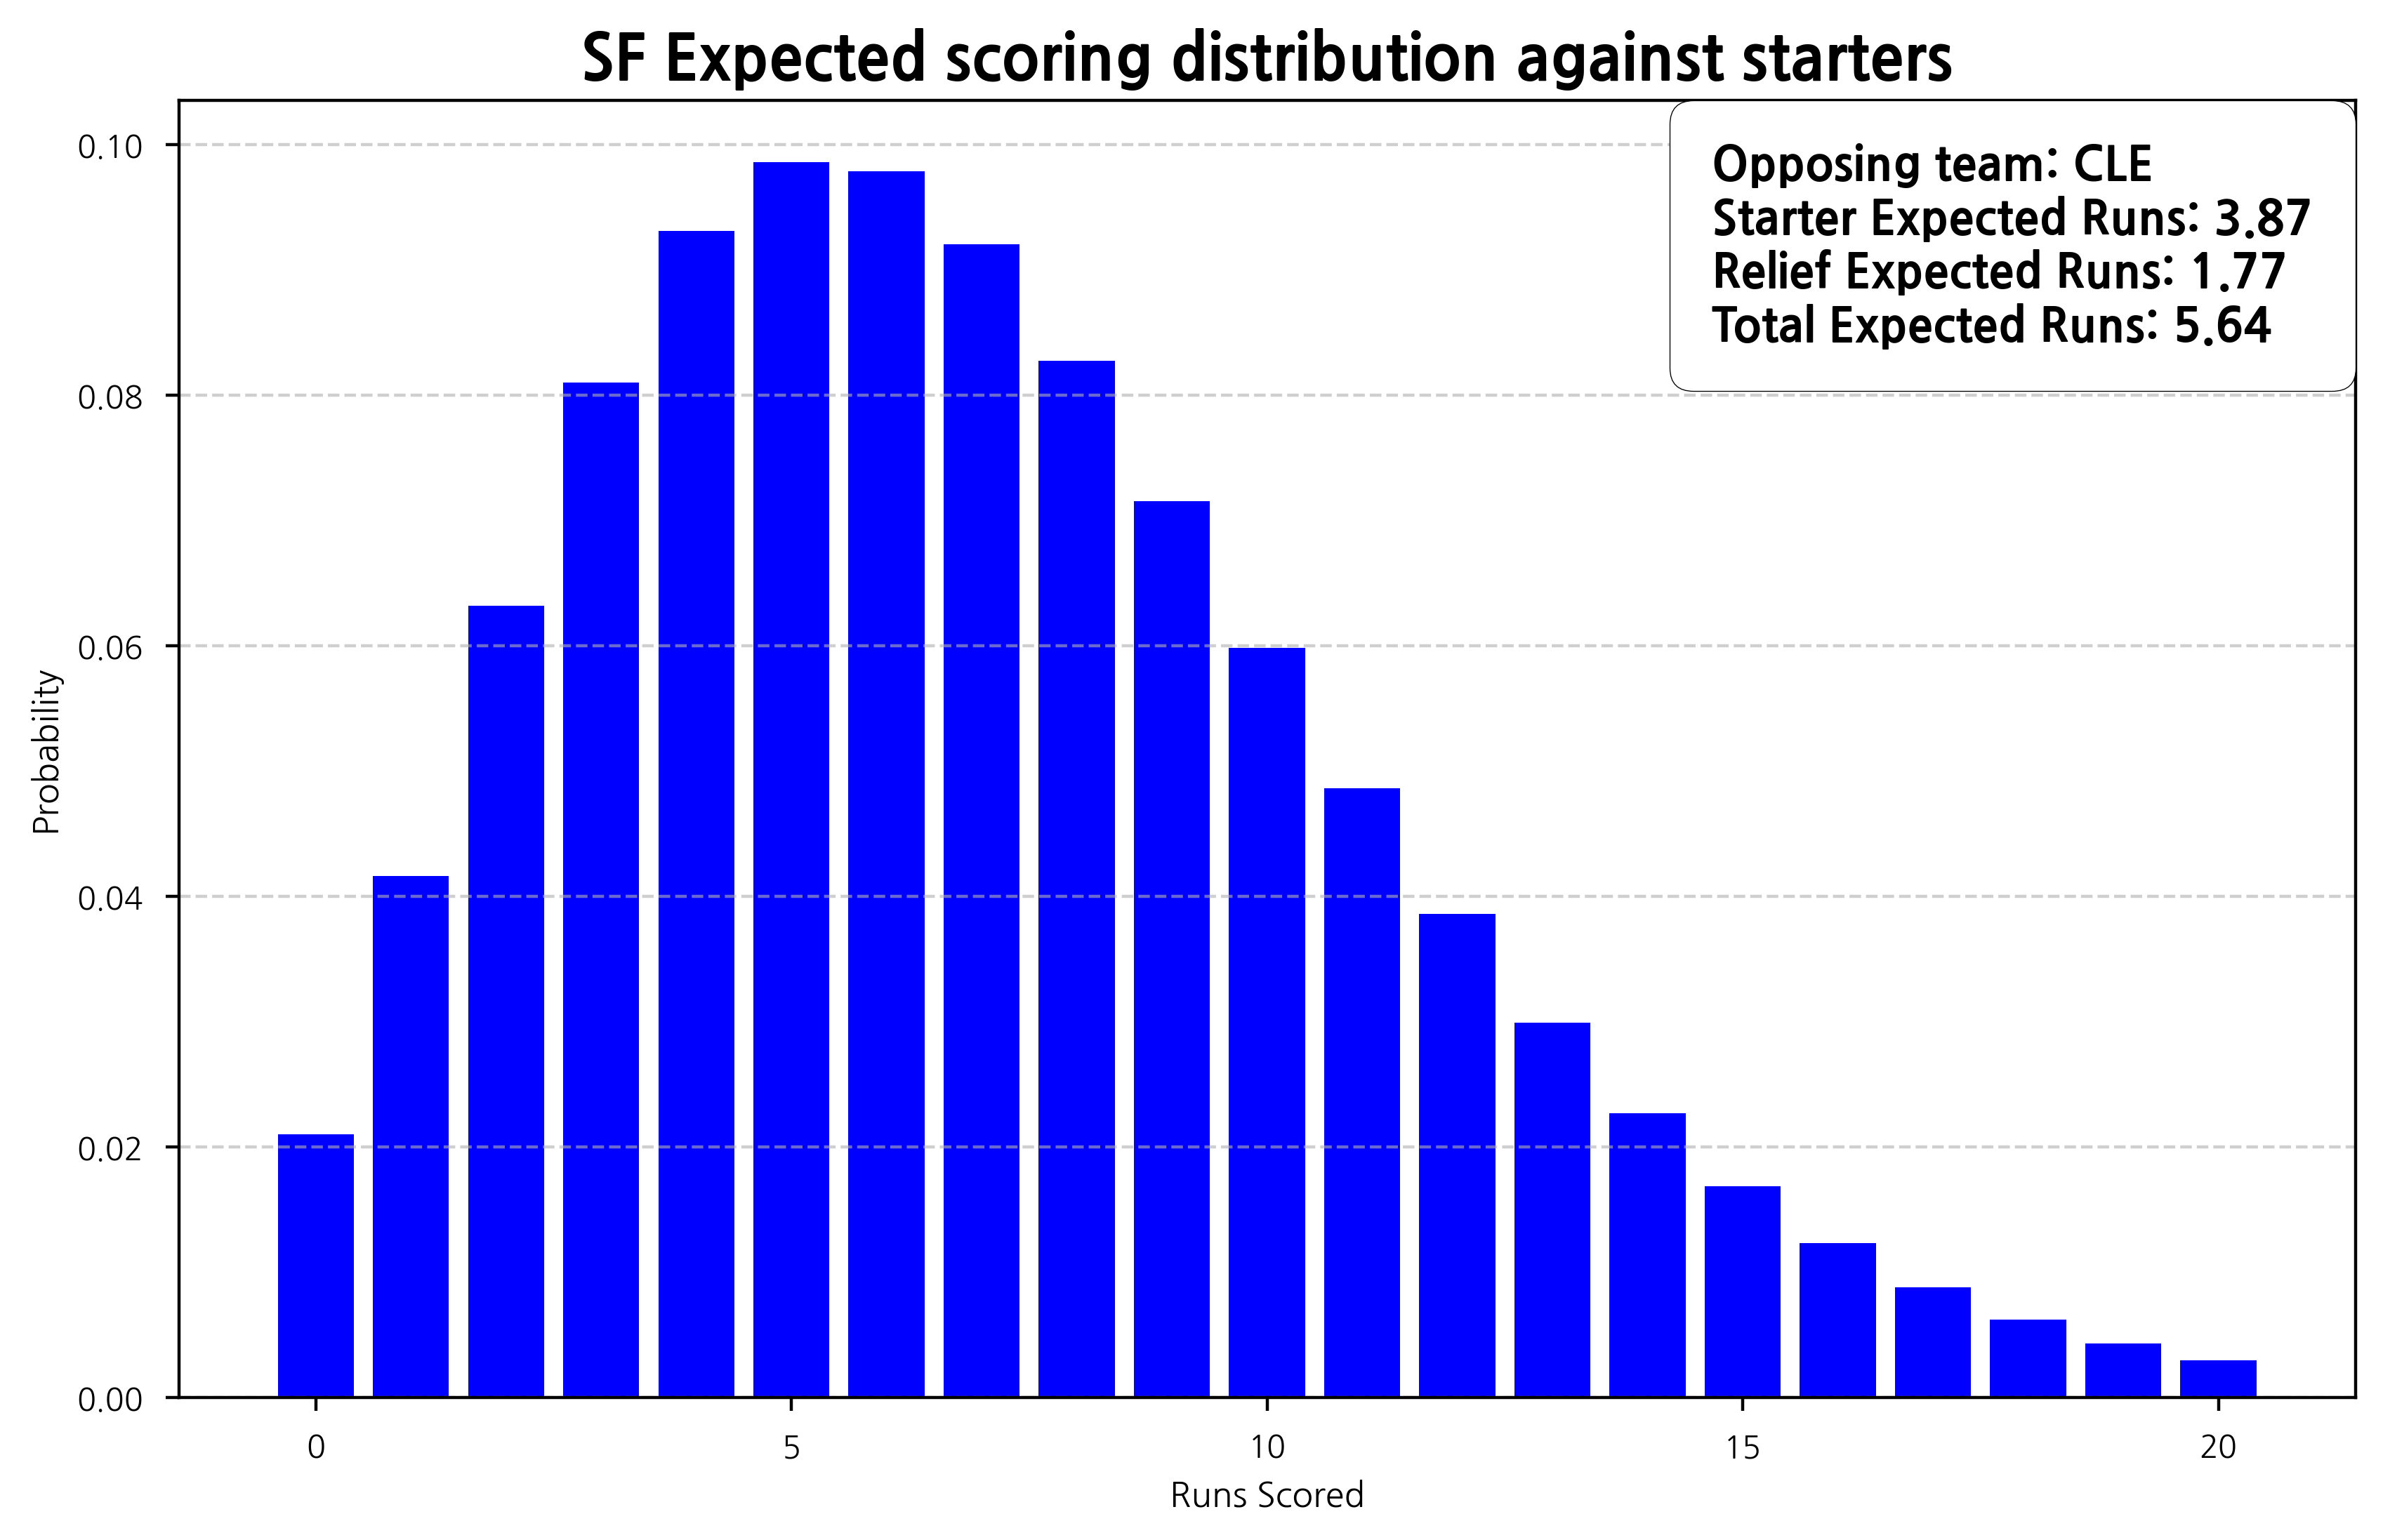 SF Expected scoring distribution against starters
Opposing team: CLE
Starter Expected Runs: 3.87
Relief Expected Runs: 1.77
Total Expected Runs: 5.64
0.10
0.08
0.06
0.04
0.02
0.00
Probability
0 5 10 15 20
Runs Scored